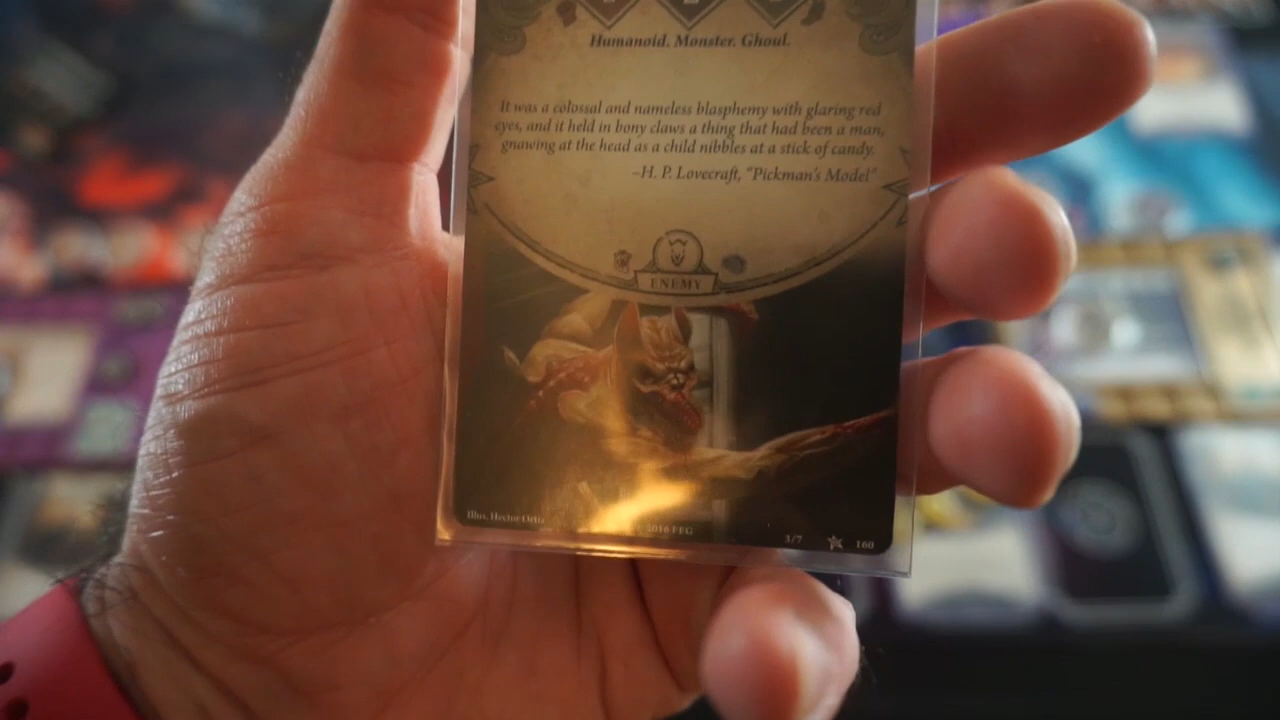 Humanoid. Monster. Ghoul.
It was a colossal and nameless blasphemy with glaring red
eyes, and it held in bony claws a thing that had been a man,
gnawing at the head as a child nibbles at a stick of candy.
–H. P. Lovecraft, "Pickman's Model"
ENEMY
Illus. Hector Ortiz
2016 FFG
3/7
160